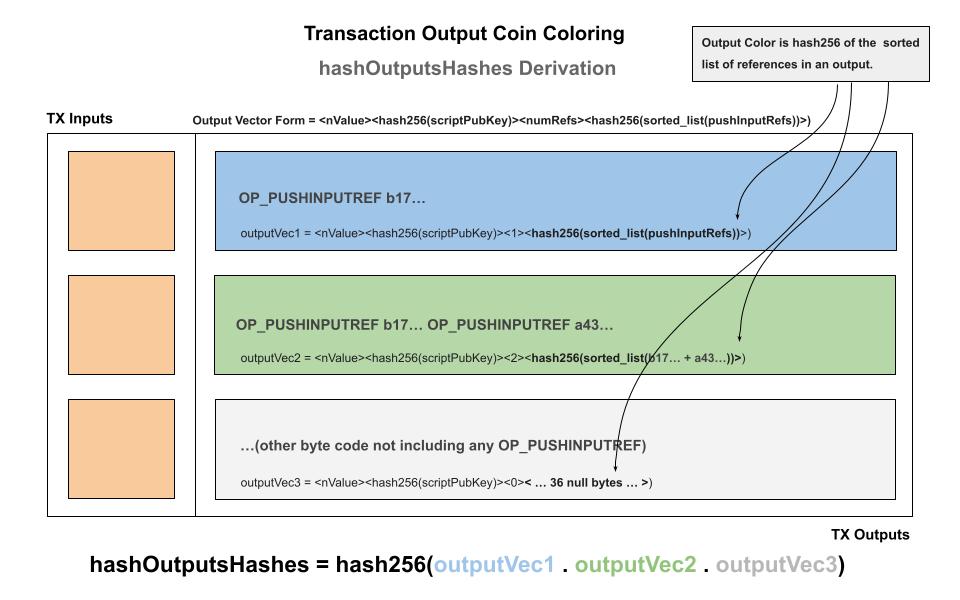 Transaction Output Coin Coloring
hashOutputsHashes Derivation
Output Color is hash256 of the sorted
list of references in an output.
TX Inputs
Output Vector Form = <nValue><hash256(scriptPubKey)><numRefs><hash256(sorted_list(pushInputRefs))>)
OP_PUSHINPUTREF b17…
outputVec1 = <nValue><hash256(scriptPubKey)><1><hash256(sorted_list(pushInputRefs))>)
OP_PUSHINPUTREF b17… OP_PUSHINPUTREF a43…
outputVec2 = <nValue><hash256(scriptPubKey)><2><hash256(sorted_list(b17… + a43…))>)
…(other byte code not including any OP_PUSHINPUTREF)
outputVec3 = <nValue><hash256(scriptPubKey)><0>< … 36 null bytes … >)
TX Outputs
hashOutputsHashes = hash256(outputVec1 . outputVec2 . outputVec3)